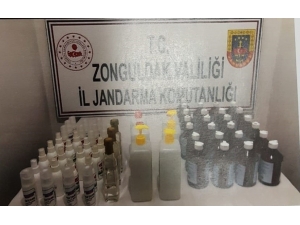 T.C.
ZONGULDAK VALİLİĞİ
İL JANDARMA KOMUTANLIĞI